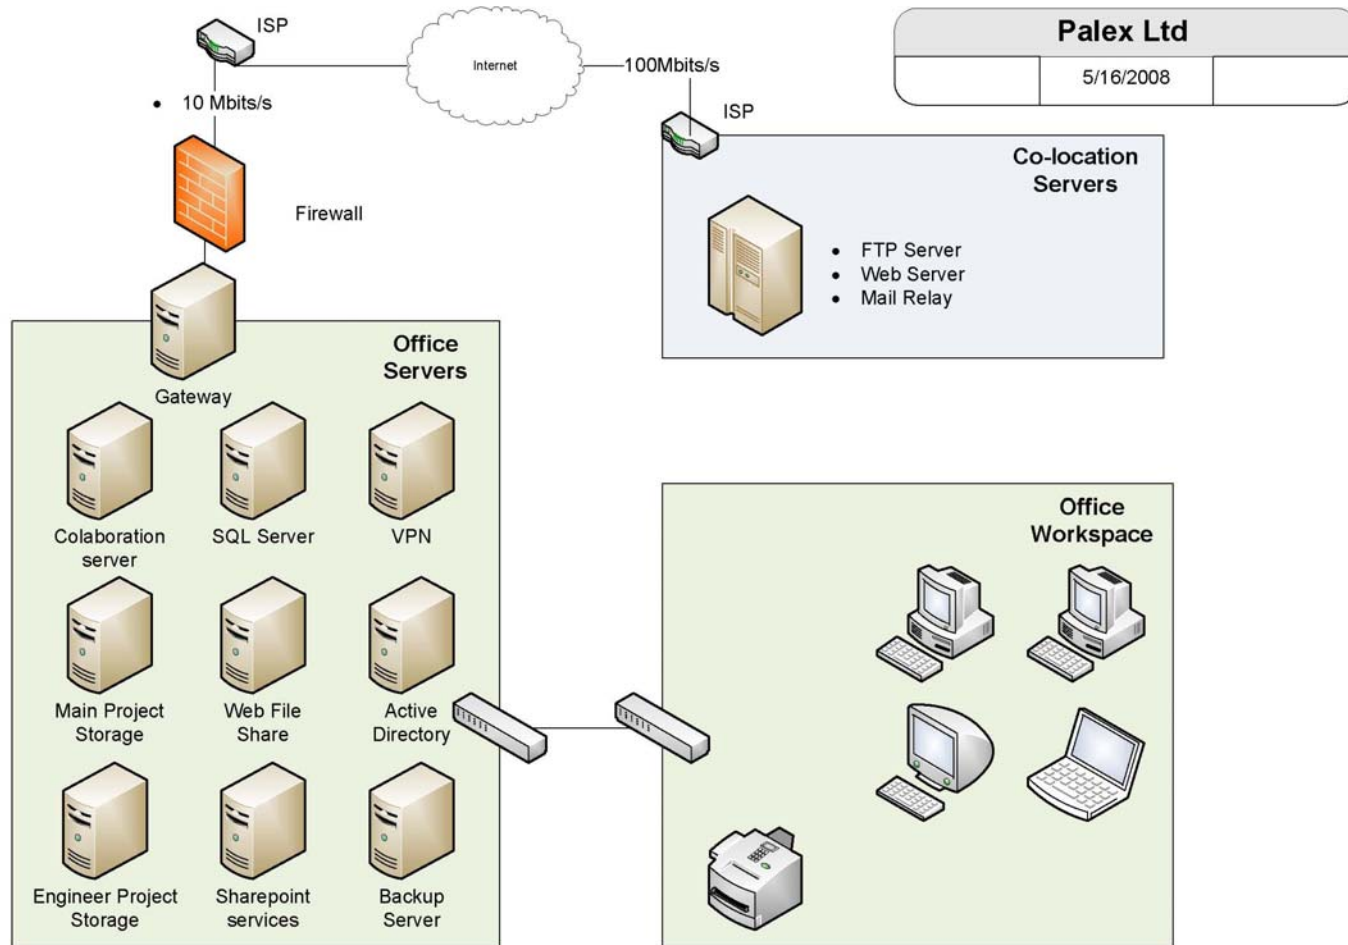 Palex Ltd
5/16/2008
ISP
Internet
100Mbits/s
• 10 Mbits/s
ISP
Co-location
Servers
Firewall
• FTP Server
• Web Server
• Mail Relay
Office
Servers
Gateway
Colaboration
server
SQL Server
VPN
Main Project
Storage
Web File
Share
Active
Directory
Engineer Project
Storage
Sharepoint
services
Backup
Server
Office
Workspace